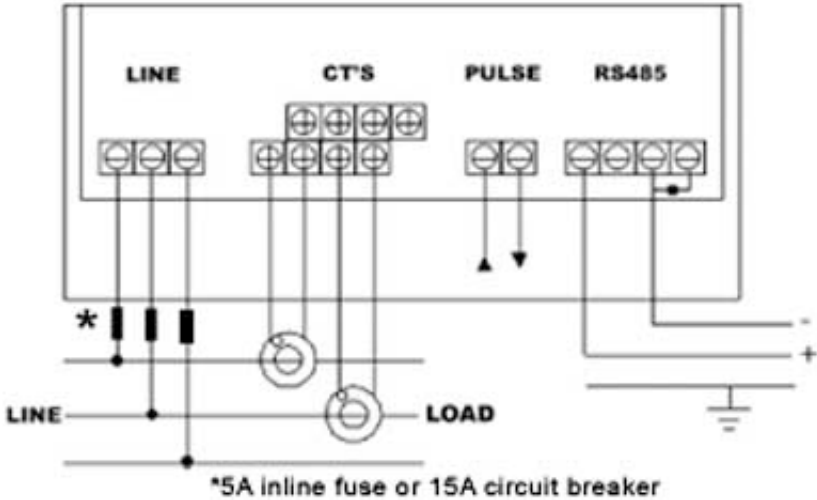 LINE CT'S PULSE RS485
*
-
+
LINE LOAD
*5A inline fuse or 15A circuit breaker